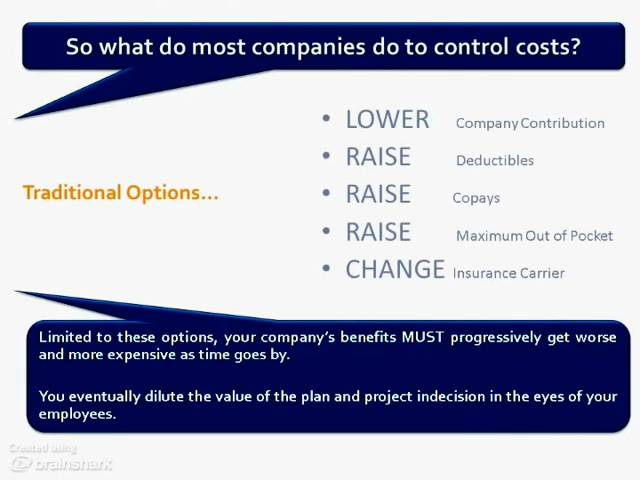 So what do most companies do to control costs?
• LOWER Company Contribution
• RAISE Deductibles
Traditional Options...
• RAISE Copays
• RAISE Maximum Out of Pocket
• CHANGE Insurance Carrier
Limited to these options, your company's benefits MUST progressively get worse
and more expensive as time goes by.
You eventually dilute the value of the plan and project indecision in the eyes of your
employees.
Created using
brainshark